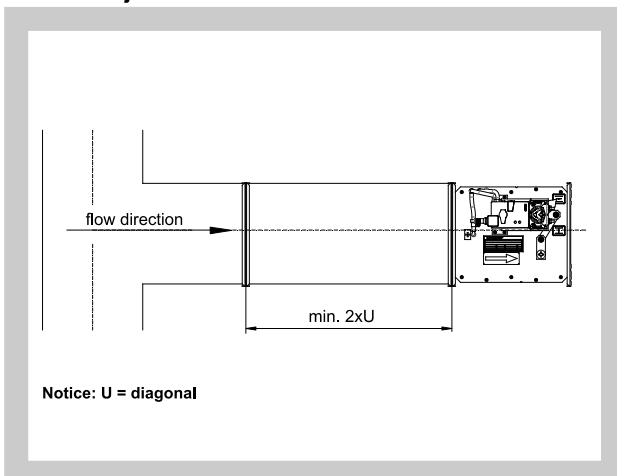 flow direction
min. 2xU
Notice: U = diagonal